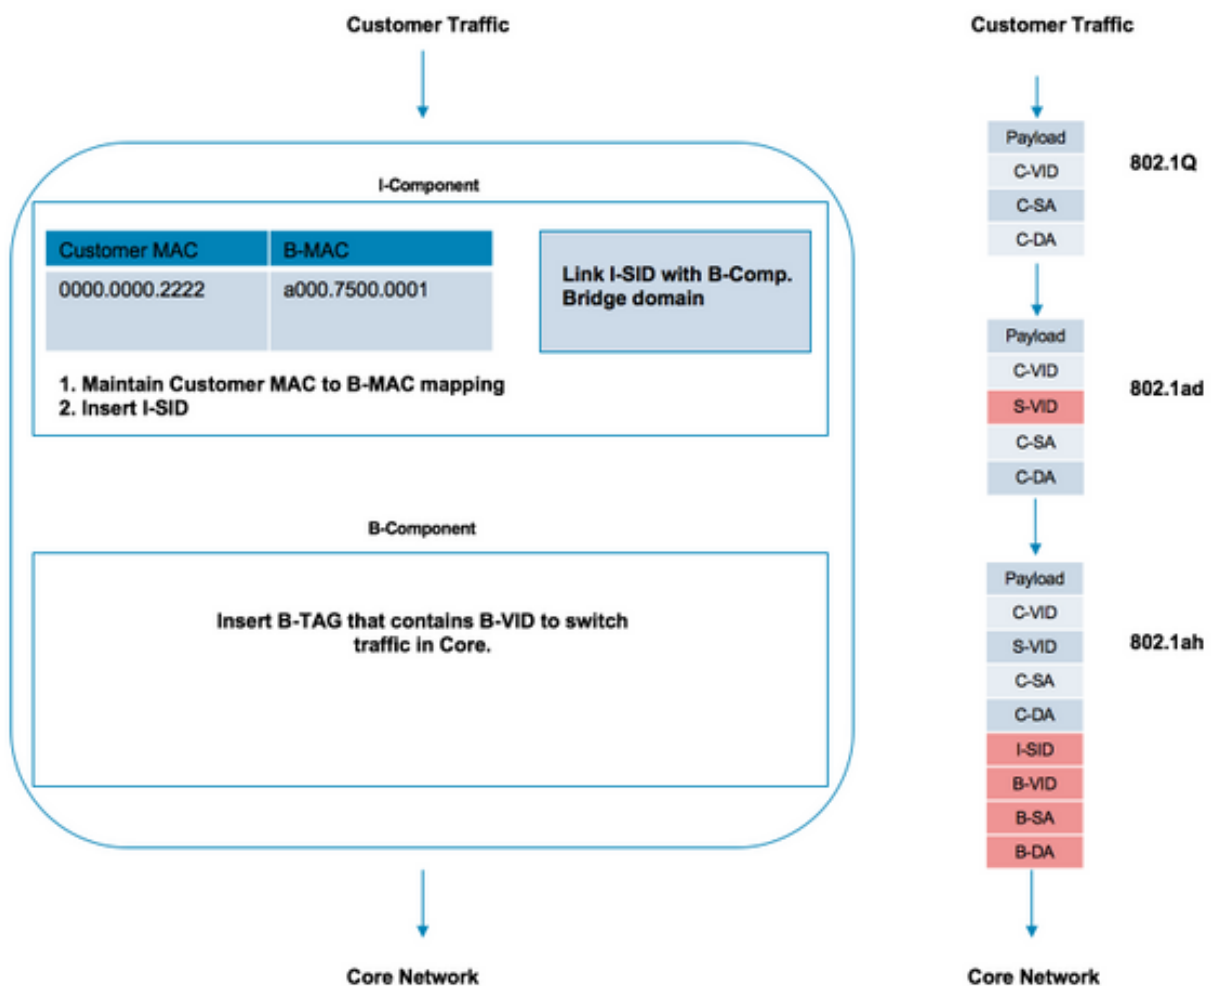 Customer Traffic
I-Component
Customer MAC B-MAC
0000.0000.2222 a000.7500.0001
Link I-SID with B-Comp.
Bridge domain
1. Maintain Customer MAC to B-MAC mapping
2. Insert I-SID
B-Component
Insert B-TAG that contains B-VID to switch
traffic in Core.
Core Network
Customer Traffic
Payload
C-VID
C-SA
C-DA
802.1Q
Payload
C-VID
S-VID
C-SA
C-DA
802.1ad
Payload
C-VID
S-VID
C-SA
C-DA
I-SID
B-VID
B-SA
B-DA
802.1ah
Core Network